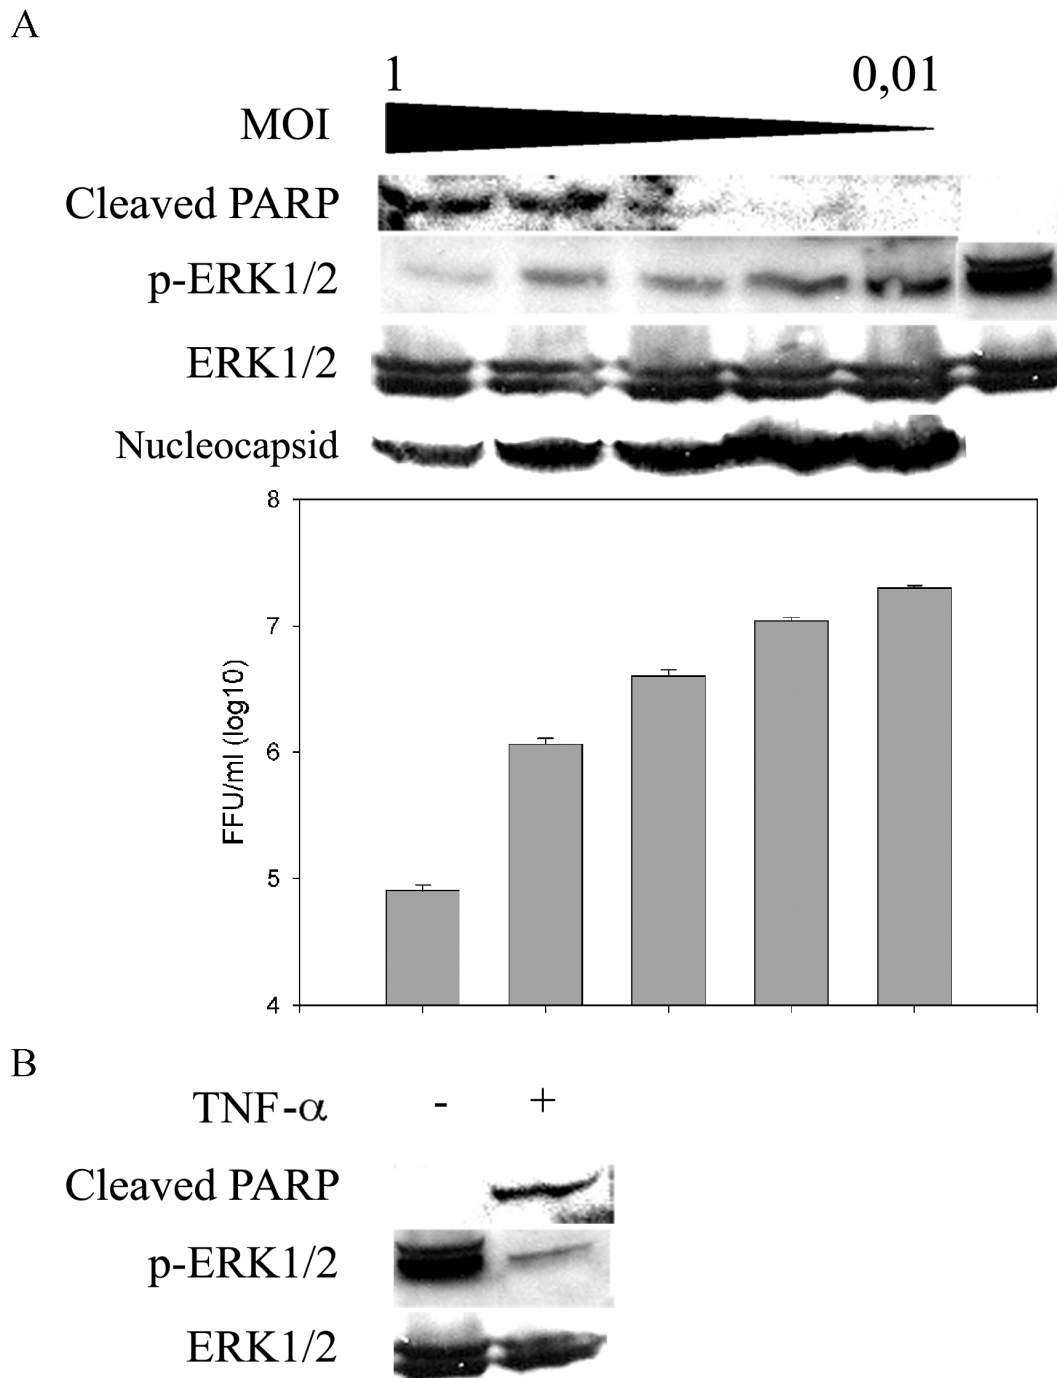 A
1 0,01
MOI
Cleaved PARP
p-ERK1/2
ERK1/2
Nucleocapsid
8
7
6
5
4
FFU/ml (log10)
B
TNF-α - +
Cleaved PARP
p-ERK1/2
ERK1/2